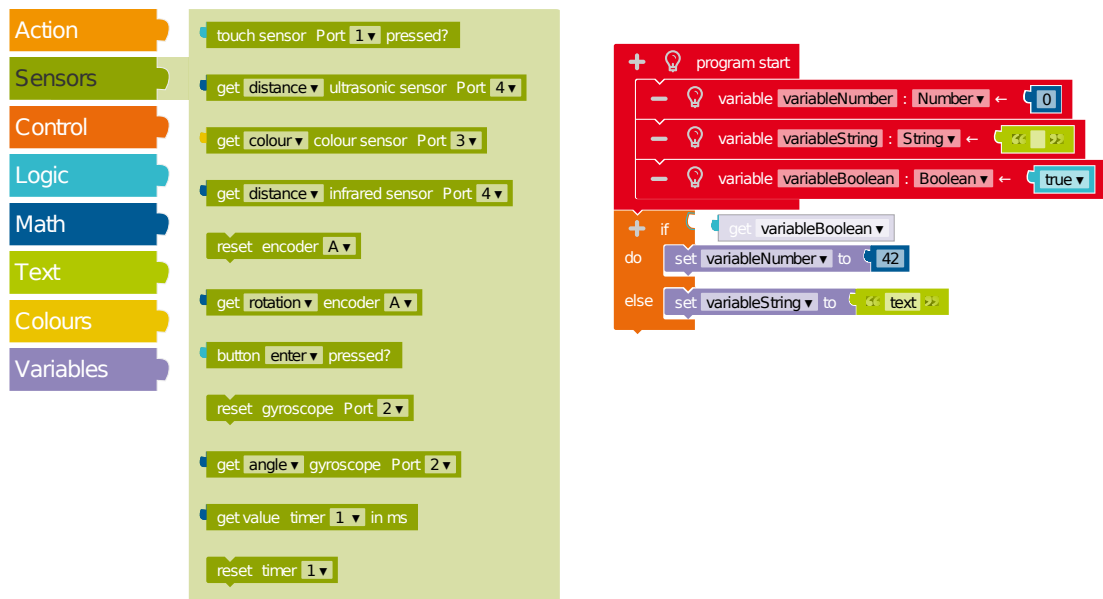 Action
Sensors
Control
Logic
Math
Text
Colours
Variables
touch sensor Port 1 ▾ pressed?
get distance ▾ ultrasonic sensor Port 4 ▾
get colour ▾ colour sensor Port 3 ▾
get distance ▾ infrared sensor Port 4 ▾
reset encoder A ▾
get rotation ▾ encoder A ▾
button enter ▾ pressed?
reset gyroscope Port 2 ▾
get angle ▾ gyroscope Port 2 ▾
get value timer 1 ▾ in ms
reset timer 1 ▾
+ program start
− variable variableNumber : Number ▾ ← 0
− variable variableString : String ▾ ← “ ”
− variable variableBoolean : Boolean ▾ ← true ▾
+ if get variableBoolean ▾
do set variableNumber ▾ to 42
else set variableString ▾ to “ text ”